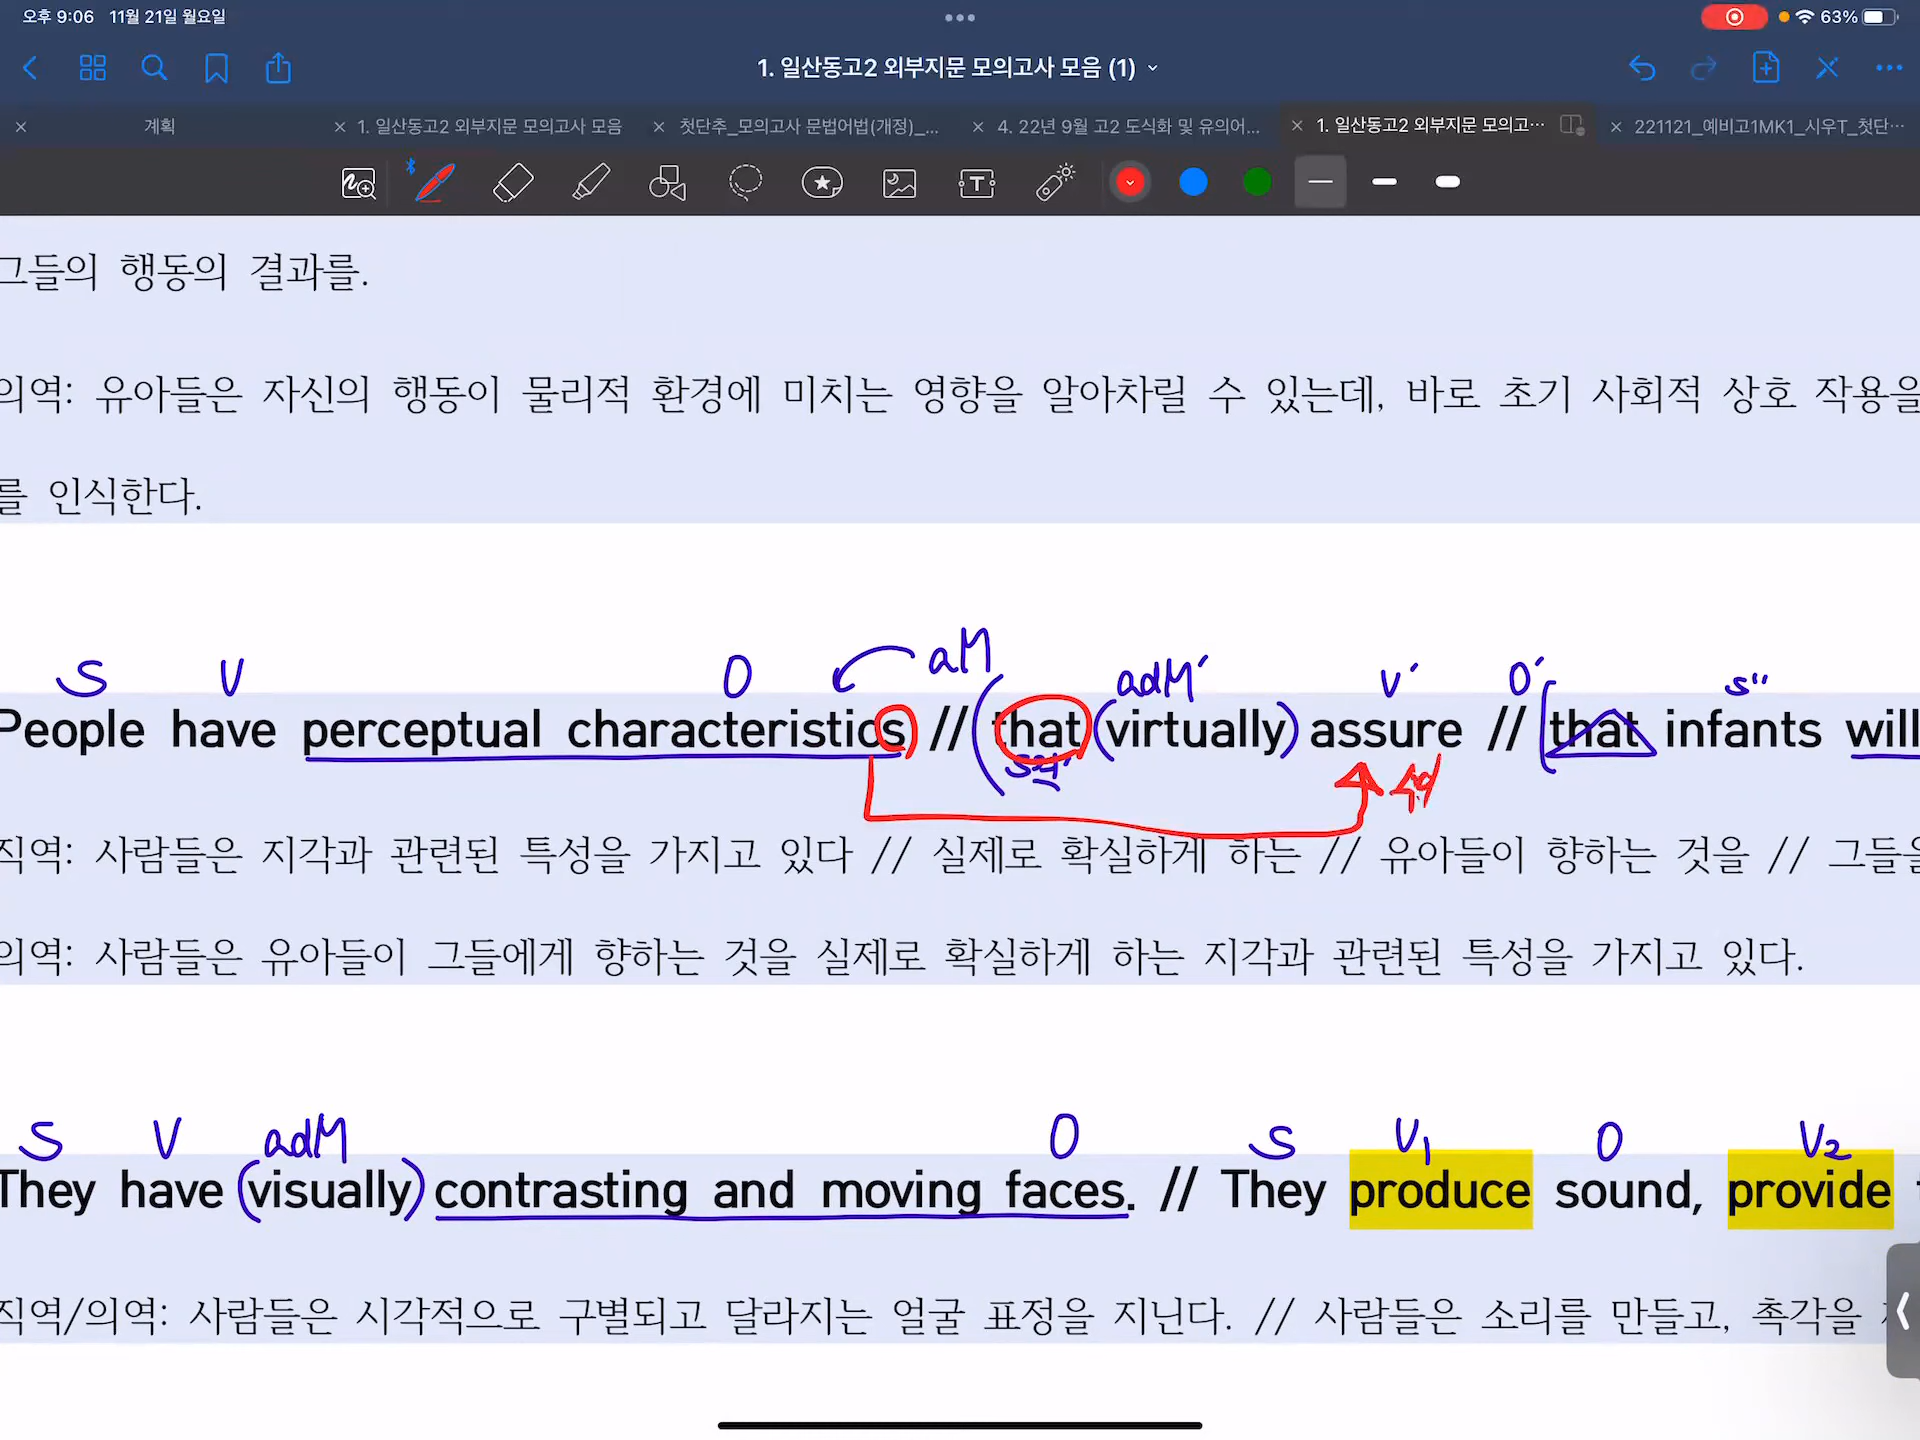 오후 9:06 11월 21일 월요일
63%
1. 일산동고2 외부지문 모의고사 모음 (1)
계획
1. 일산동고2 외부지문 모의고사 모음
첫단추_모의고사 문법어법(개정)_...
4. 22년 9월 고2 도식화 및 유의어...
1. 일산동고2 외부지문 모의고...
221121_예비고1MK1_시우T_첫단...
그들의 행동의 결과를.
의역: 유아들은 자신의 행동이 물리적 환경에 미치는 영향을 알아차릴 수 있는데, 바로 초기 사회적 상호 작용을
를 인식한다.
S V O aM adM' V' O' S''
People have perceptual characteristics // (that (virtually) assure // [that infants will
직역: 사람들은 지각과 관련된 특성을 가지고 있다 // 실제로 확실하게 하는 // 유아들이 향하는 것을 // 그들을
의역: 사람들은 유아들이 그들에게 향하는 것을 실제로 확실하게 하는 지각과 관련된 특성을 가지고 있다.
S V adM O S V1 O V2
They have (visually) contrasting and moving faces. // They produce sound, provide
직역/의역: 사람들은 시각적으로 구별되고 달라지는 얼굴 표정을 지닌다. // 사람들은 소리를 만들고, 촉각을